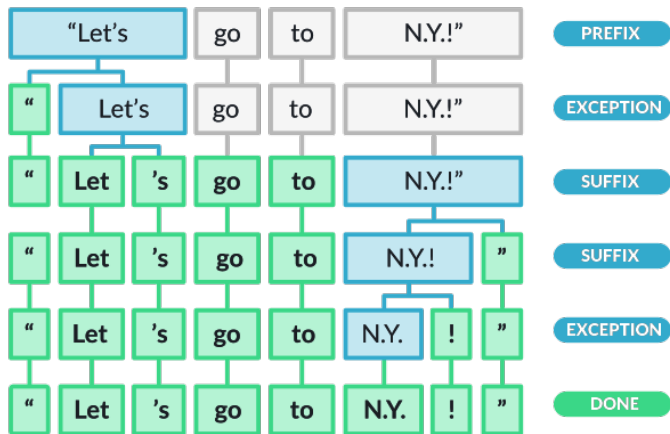 “Let’s go to N.Y.!” PREFIX
“ Let’s go to N.Y.!” EXCEPTION
“ Let ’s go to N.Y.!” SUFFIX
“ Let ’s go to N.Y.! ” SUFFIX
“ Let ’s go to N.Y. ! ” EXCEPTION
“ Let ’s go to N.Y. ! ” DONE